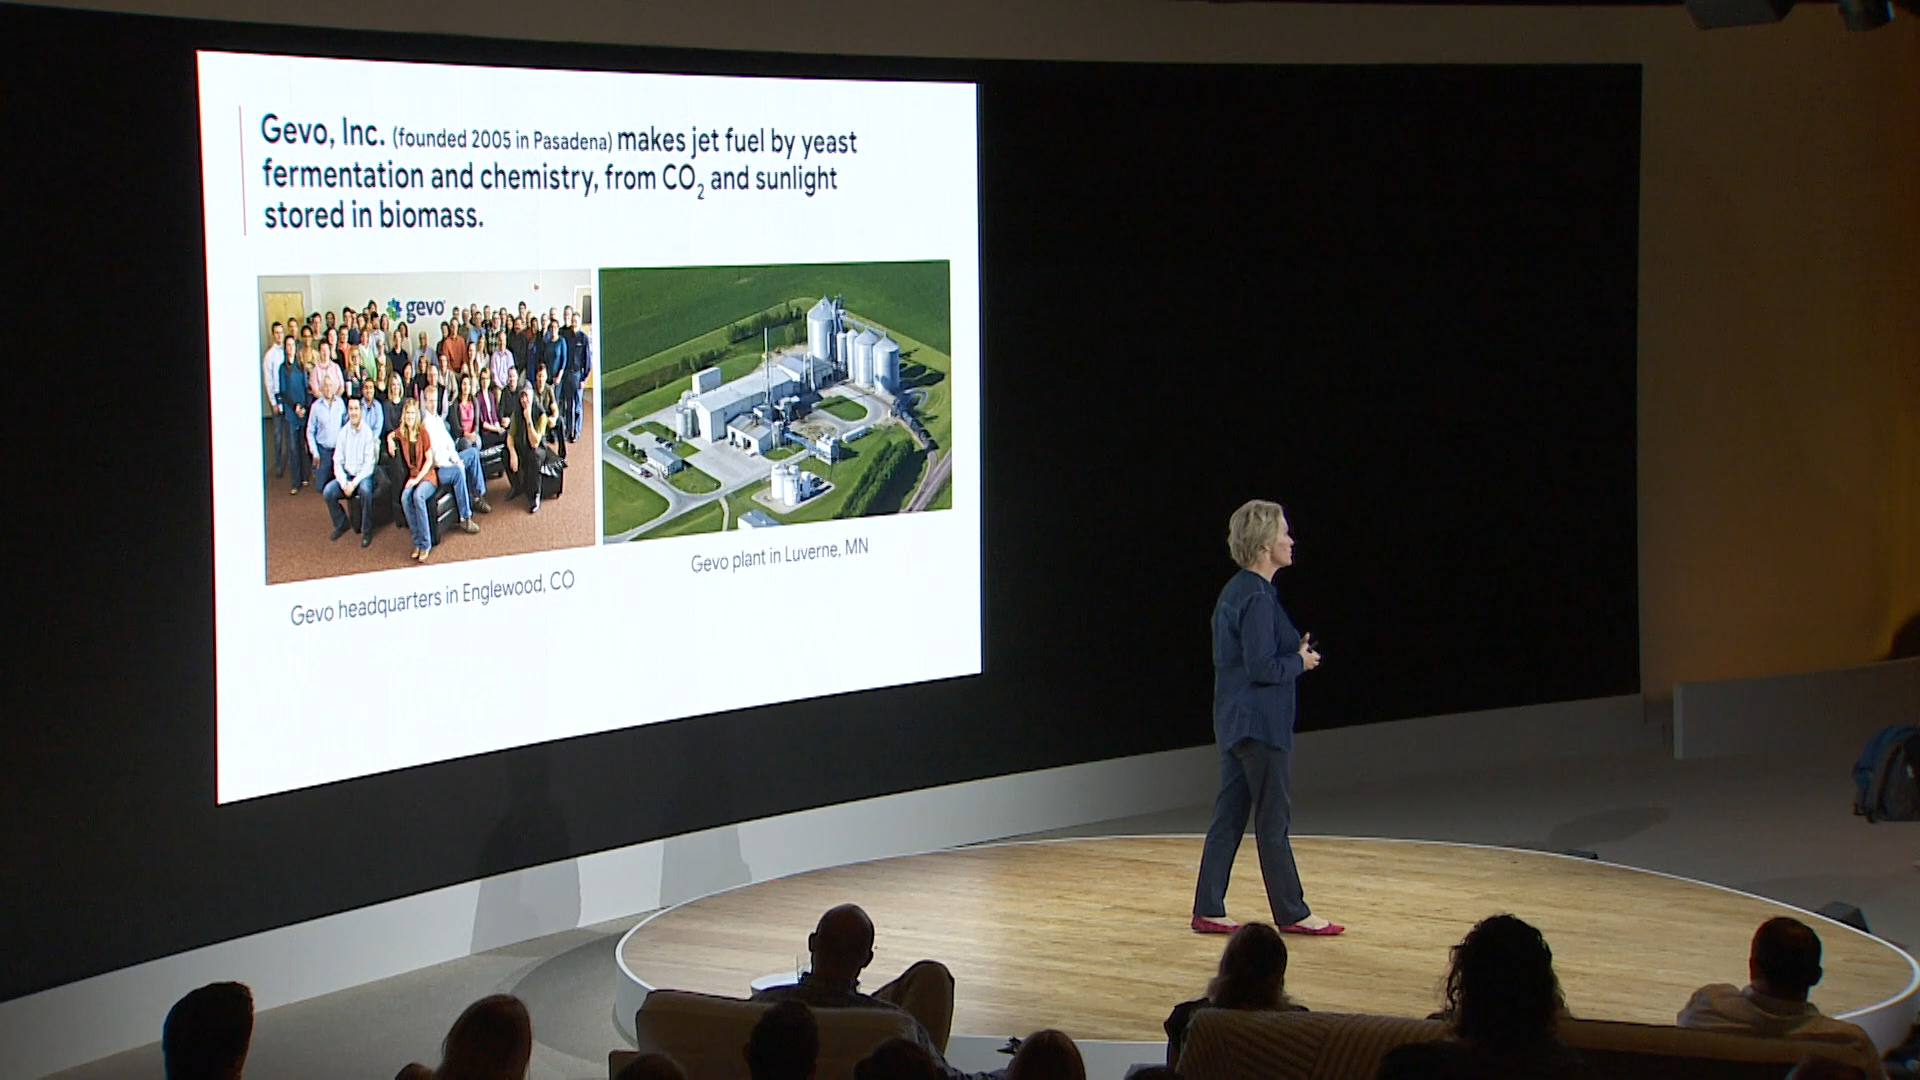 Gevo, Inc. (founded 2005 in Pasadena) makes jet fuel by yeast
fermentation and chemistry, from CO₂ and sunlight
stored in biomass.
gevo
Gevo headquarters in Englewood, CO
Gevo plant in Luverne, MN